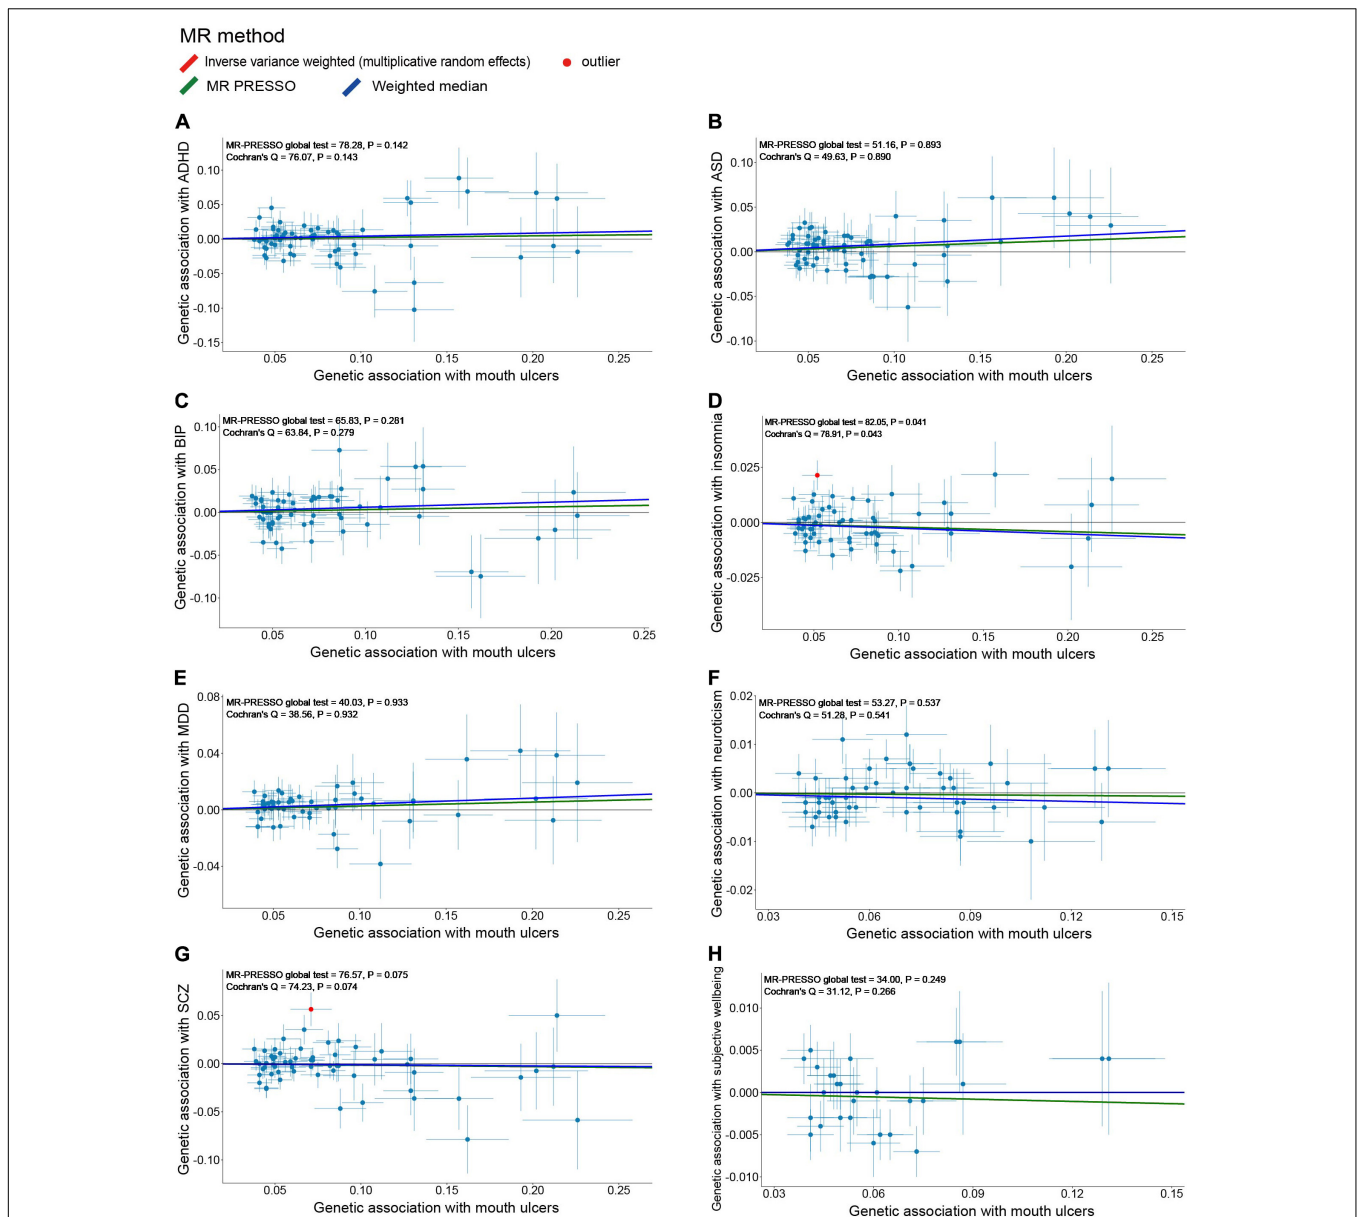 MR method
Inverse variance weighted (multiplicative random effects) outlier
MR PRESSO Weighted median
A
MR-PRESSO global test = 78.28, P = 0.142
Cochran's Q = 76.07, P = 0.143
Genetic association with ADHD
0.10
0.05
0.00
-0.05
-0.10
-0.15
0.05 0.10 0.15 0.20 0.25
Genetic association with mouth ulcers
B
MR-PRESSO global test = 51.16, P = 0.893
Cochran's Q = 49.63, P = 0.890
Genetic association with ASD
0.10
0.05
0.00
-0.05
-0.10
0.05 0.10 0.15 0.20 0.25
Genetic association with mouth ulcers
C
MR-PRESSO global test = 65.83, P = 0.281
Cochran's Q = 63.84, P = 0.279
Genetic association with BIP
0.10
0.05
0.00
-0.05
-0.10
0.05 0.10 0.15 0.20 0.25
Genetic association with mouth ulcers
D
MR-PRESSO global test = 82.05, P = 0.041
Cochran's Q = 78.91, P = 0.043
Genetic association with insomnia
0.025
0.000
-0.025
0.05 0.10 0.15 0.20 0.25
Genetic association with mouth ulcers
E
MR-PRESSO global test = 40.03, P = 0.933
Cochran's Q = 38.56, P = 0.932
Genetic association with MDD
0.08
0.04
0.00
-0.04
0.05 0.10 0.15 0.20 0.25
Genetic association with mouth ulcers
F
MR-PRESSO global test = 53.27, P = 0.537
Cochran's Q = 51.28, P = 0.541
Genetic association with neuroticism
0.02
0.01
0.00
-0.01
-0.02
0.03 0.06 0.09 0.12 0.15
Genetic association with mouth ulcers
G
MR-PRESSO global test = 76.57, P = 0.075
Cochran's Q = 74.23, P = 0.074
Genetic association with SCZ
0.05
0.00
-0.05
-0.10
0.05 0.10 0.15 0.20 0.25
Genetic association with mouth ulcers
H
MR-PRESSO global test = 34.00, P = 0.249
Cochran's Q = 31.12, P = 0.266
Genetic association with subjective wellbeing
0.010
0.005
0.000
-0.005
-0.010
0.03 0.06 0.09 0.12 0.15
Genetic association with mouth ulcers